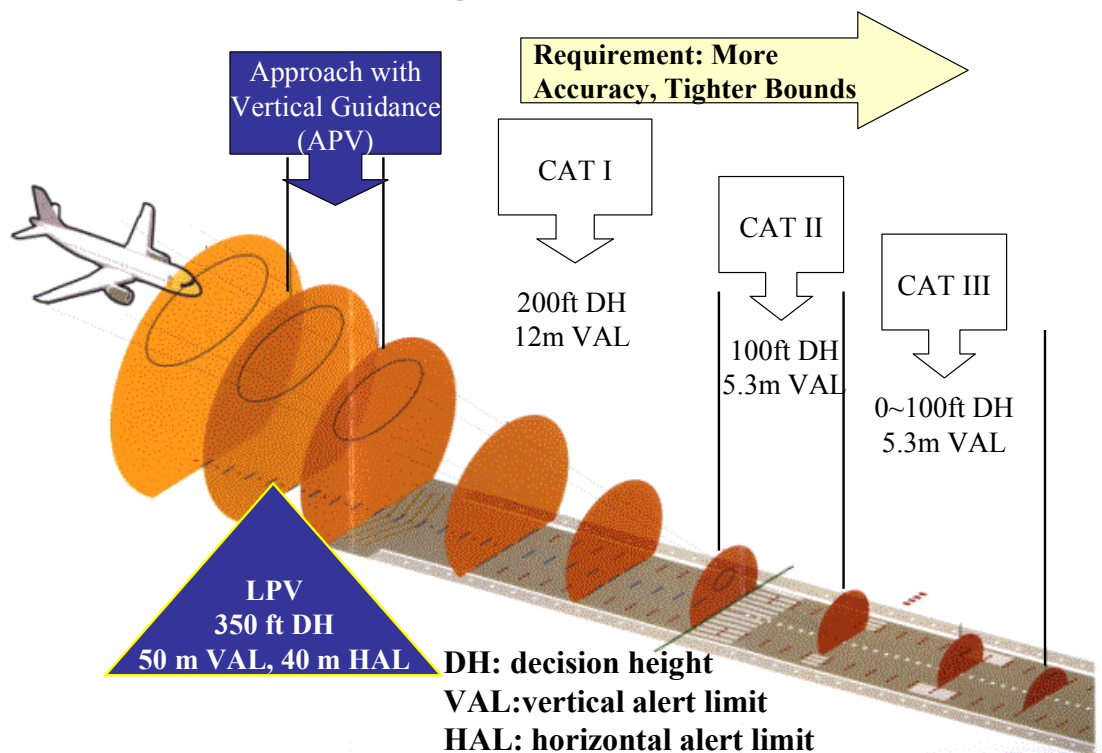 Requirement: More
Accuracy, Tighter Bounds
Approach with
Vertical Guidance
(APV)
CAT I
200ft DH
12m VAL
CAT II
100ft DH
5.3m VAL
CAT III
0~100ft DH
5.3m VAL
LPV
350 ft DH
50 m VAL, 40 m HAL
DH: decision height
VAL:vertical alert limit
HAL: horizontal alert limit